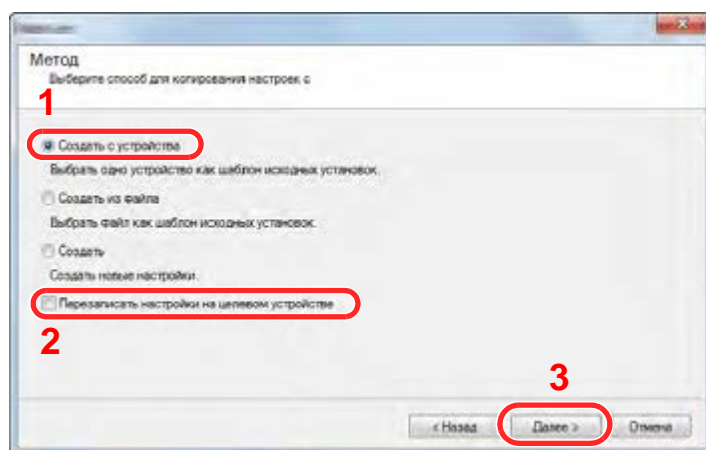 Метод
Выберите способ для копирования настроек с
1
Создать с устройства
Выбрать одно устройство как шаблон исходных установок.
Создать из файла
Выбрать файл как шаблон исходных установок.
Создать
Создать новые настройки.
Перезаписать настройки на целевом устройстве
2
3
< Назад Далее > Отмена